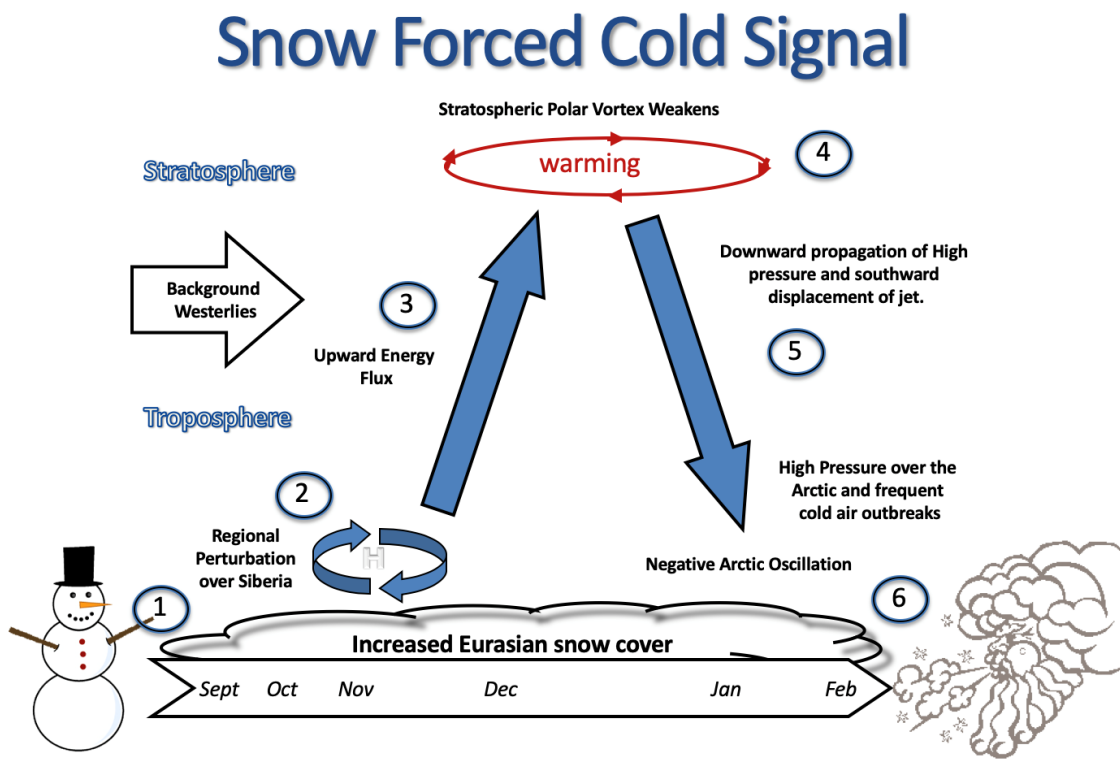 Snow Forced Cold Signal
Stratospheric Polar Vortex Weakens
4
warming
Stratosphere
Downward propagation of High
pressure and southward
displacement of jet.
Background
Westerlies
3
5
Upward Energy
Flux
Troposphere
High Pressure over the
Arctic and frequent
cold air outbreaks
2
Regional
Perturbation
over Siberia
H
Negative Arctic Oscillation
1
6
Increased Eurasian snow cover
Sept Oct Nov Dec Jan Feb